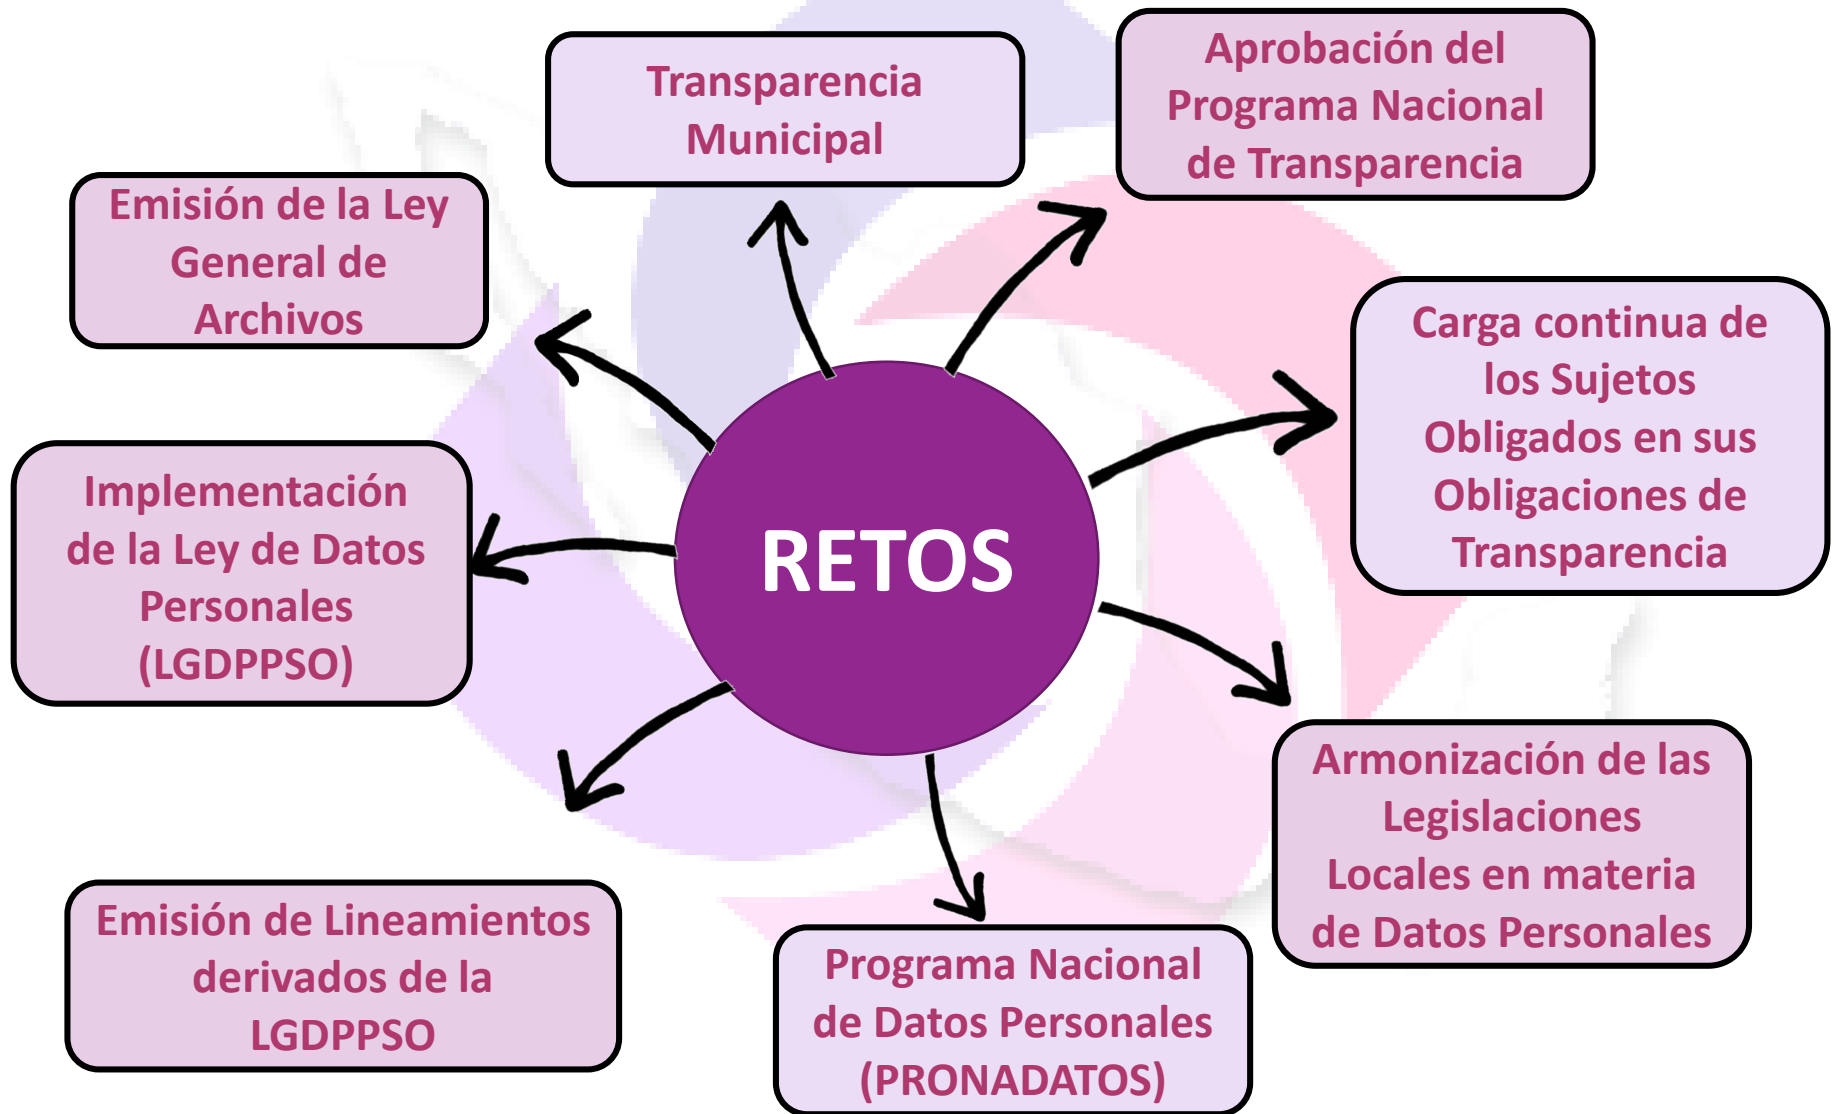 Transparencia
Municipal
Aprobación del
Programa Nacional
de Transparencia
Emisión de la Ley
General de
Archivos
Carga continua de
los Sujetos
Obligados en sus
Obligaciones de
Transparencia
Implementación
de la Ley de Datos
Personales
(LGDPPSO)
RETOS
Armonización de las
Legislaciones
Locales en materia
de Datos Personales
Emisión de Lineamientos
derivados de la
LGDPPSO
Programa Nacional
de Datos Personales
(PRONADATOS)